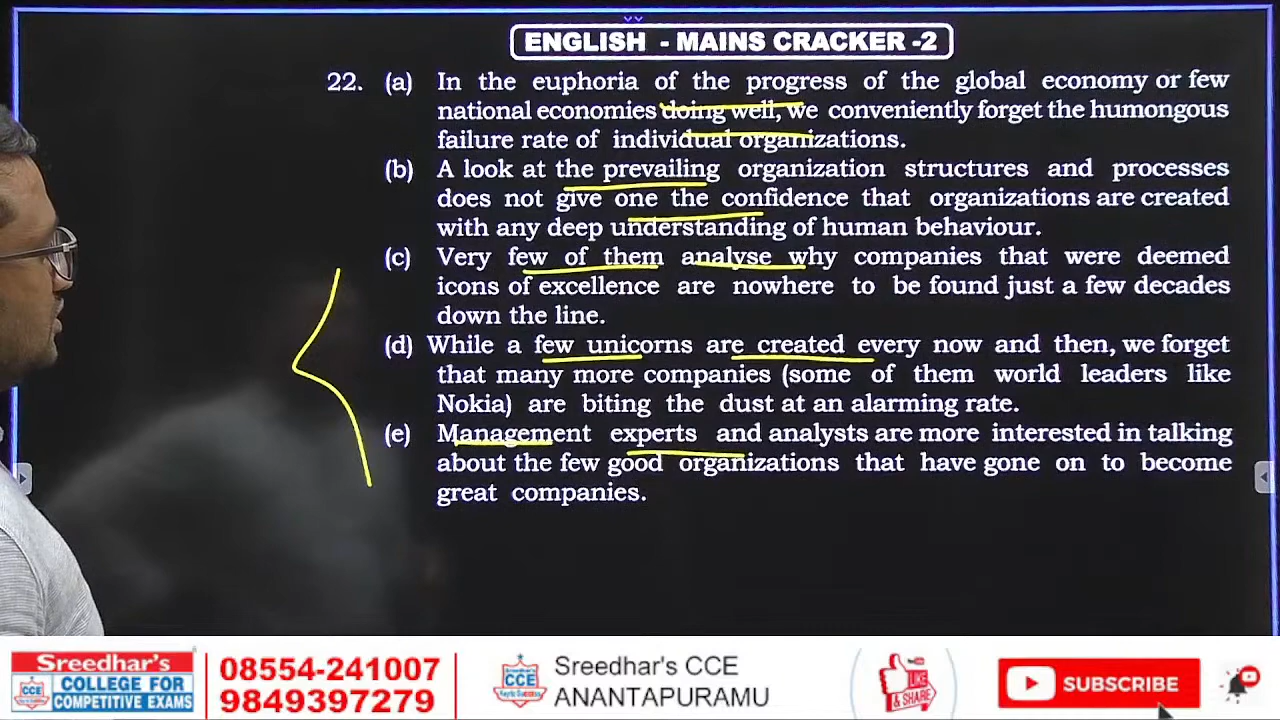 ENGLISH - MAINS CRACKER -2
22. (a) In the euphoria of the progress of the global economy or few
national economies doing well, we conveniently forget the humongous
failure rate of individual organizations.
(b) A look at the prevailing organization structures and processes
does not give one the confidence that organizations are created
with any deep understanding of human behaviour.
(c) Very few of them analyse why companies that were deemed
icons of excellence are nowhere to be found just a few decades
down the line.
(d) While a few unicorns are created every now and then, we forget
that many more companies (some of them world leaders like
Nokia) are biting the dust at an alarming rate.
(e) Management experts and analysts are more interested in talking
about the few good organizations that have gone on to become
great companies.
Sreedhar's
CCE
COLLEGE FOR
COMPETITIVE EXAMS
08554-241007
9849397279
CCE
Sreedhar's CCE
ANANTAPURAMU
LIKE
& SHARE
SUBSCRIBE